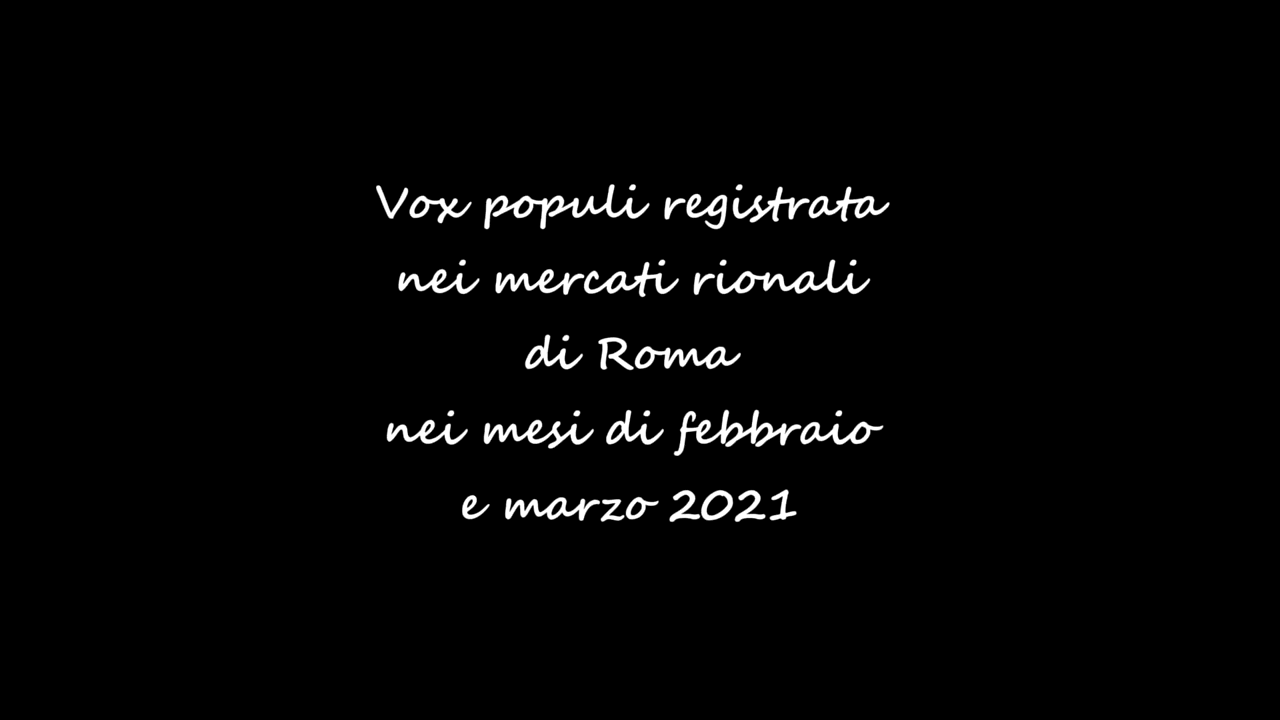 Vox populi registrata
nei mercati rionali
di Roma
nei mesi di febbraio
e marzo 2021